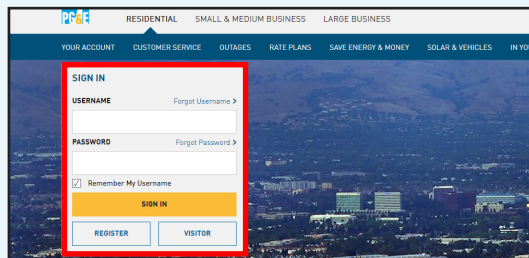 PG&E
RESIDENTIAL SMALL & MEDIUM BUSINESS LARGE BUSINESS
YOUR ACCOUNT CUSTOMER SERVICE OUTAGES RATE PLANS SAVE ENERGY & MONEY SOLAR & VEHICLES IN YO
SIGN IN
USERNAME Forgot Username >
PASSWORD Forgot Password >
Remember My Username
SIGN IN
REGISTER VISITOR